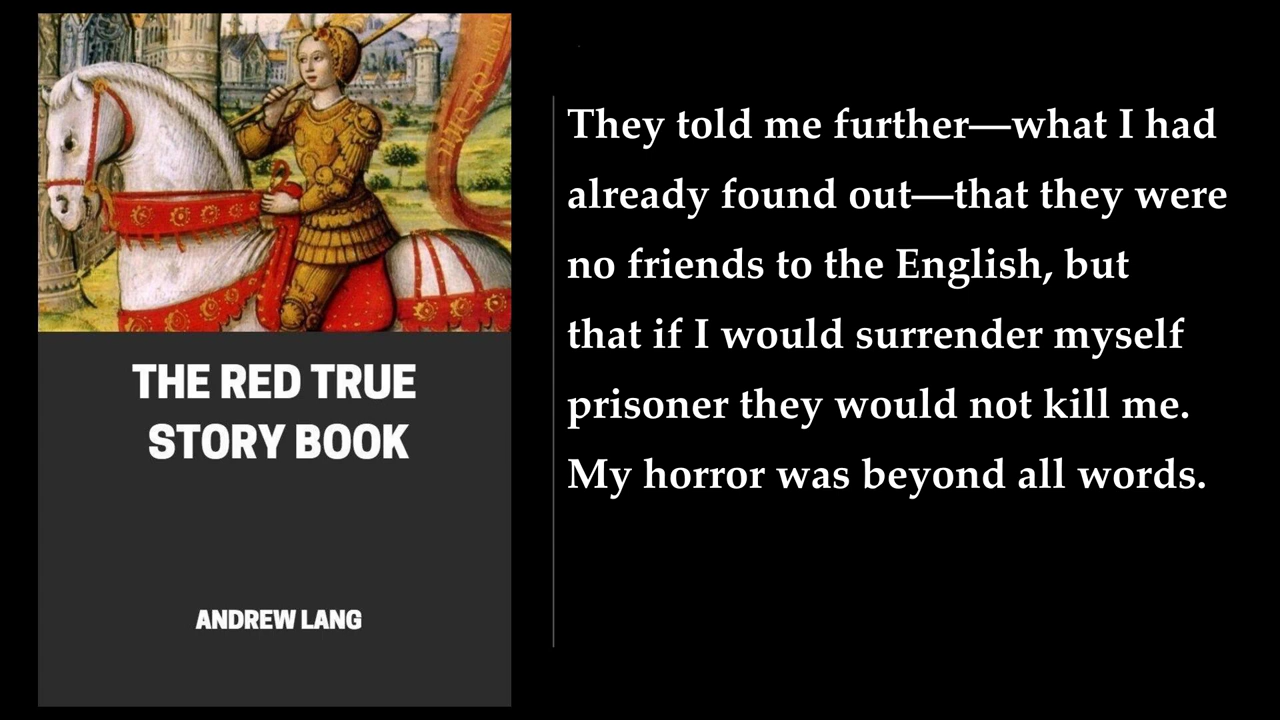 THE RED TRUE
STORY BOOK
ANDREW LANG
They told me further—what I had
already found out—that they were
no friends to the English, but
that if I would surrender myself
prisoner they would not kill me.
My horror was beyond all words.